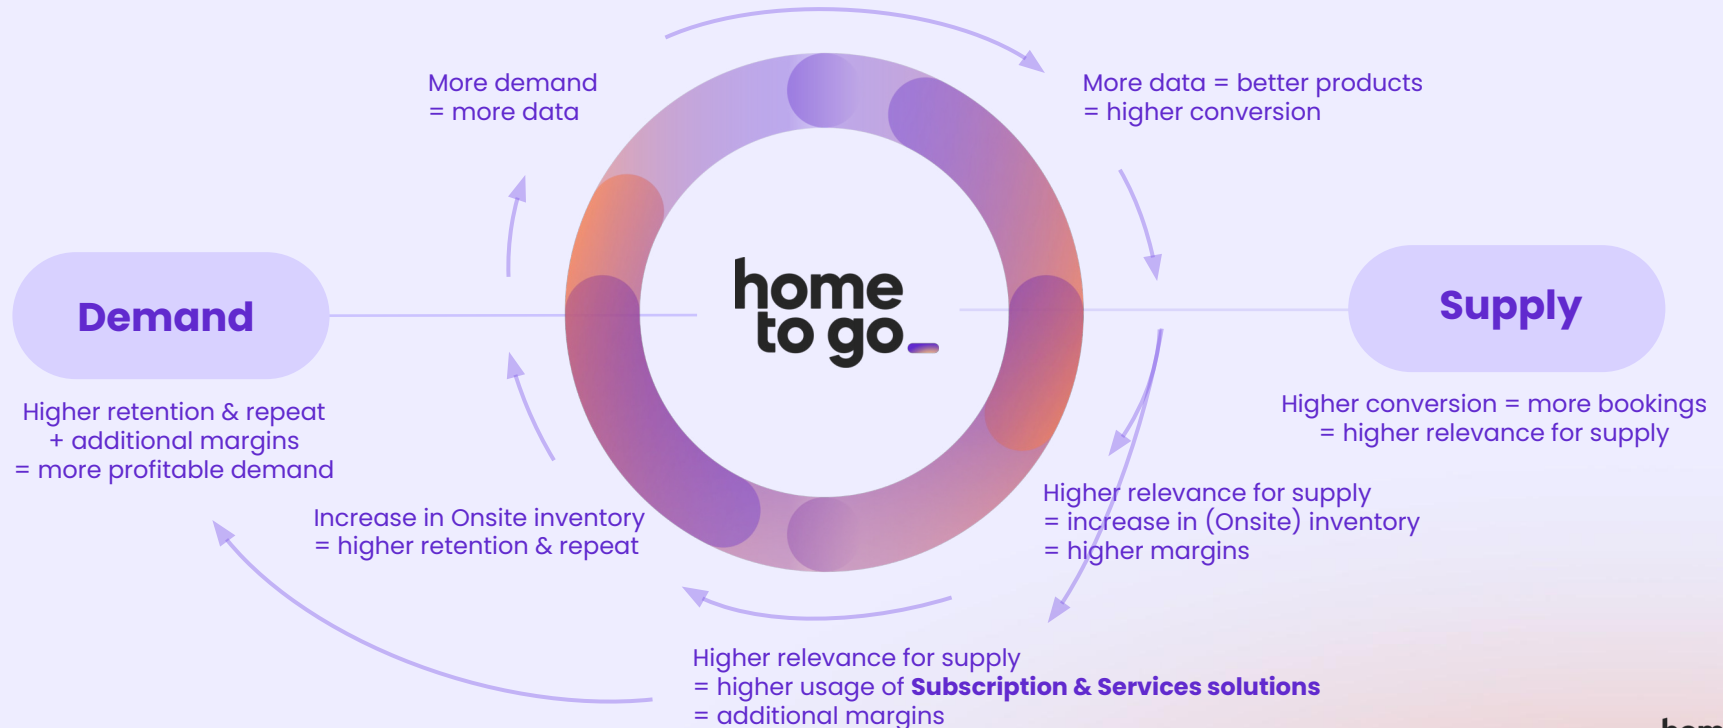 More demand
= more data
More data = better products
= higher conversion
home
to go_
Demand
Supply
Higher retention & repeat
+ additional margins
= more profitable demand
Higher conversion = more bookings
= higher relevance for supply
Increase in Onsite inventory
= higher retention & repeat
Higher relevance for supply
= increase in (Onsite) inventory
= higher margins
Higher relevance for supply
= higher usage of Subscription & Services solutions
= additional margins